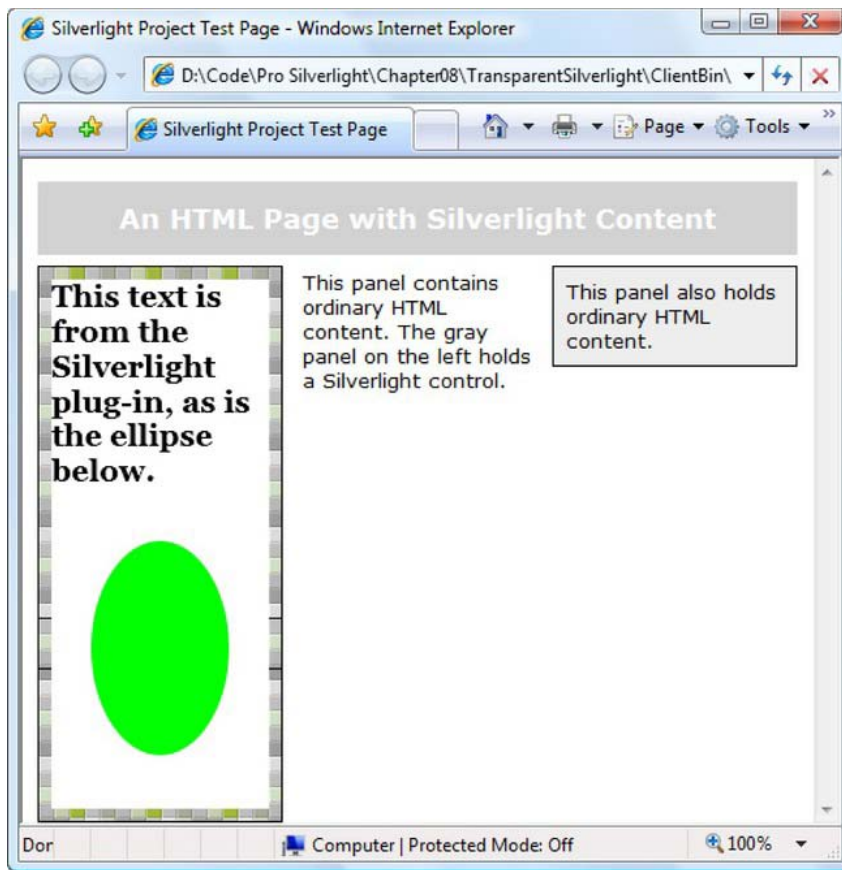 Silverlight Project Test Page - Windows Internet Explorer
D:\Code\Pro Silverlight\Chapter08\TransparentSilverlight\ClientBin\
Silverlight Project Test Page
Page
Tools
An HTML Page with Silverlight Content
This text is
from the
Silverlight
plug-in, as is
the ellipse
below.
This panel contains
ordinary HTML
content. The gray
panel on the left holds
a Silverlight control.
This panel also holds
ordinary HTML
content.
Dor
Computer | Protected Mode: Off
100%